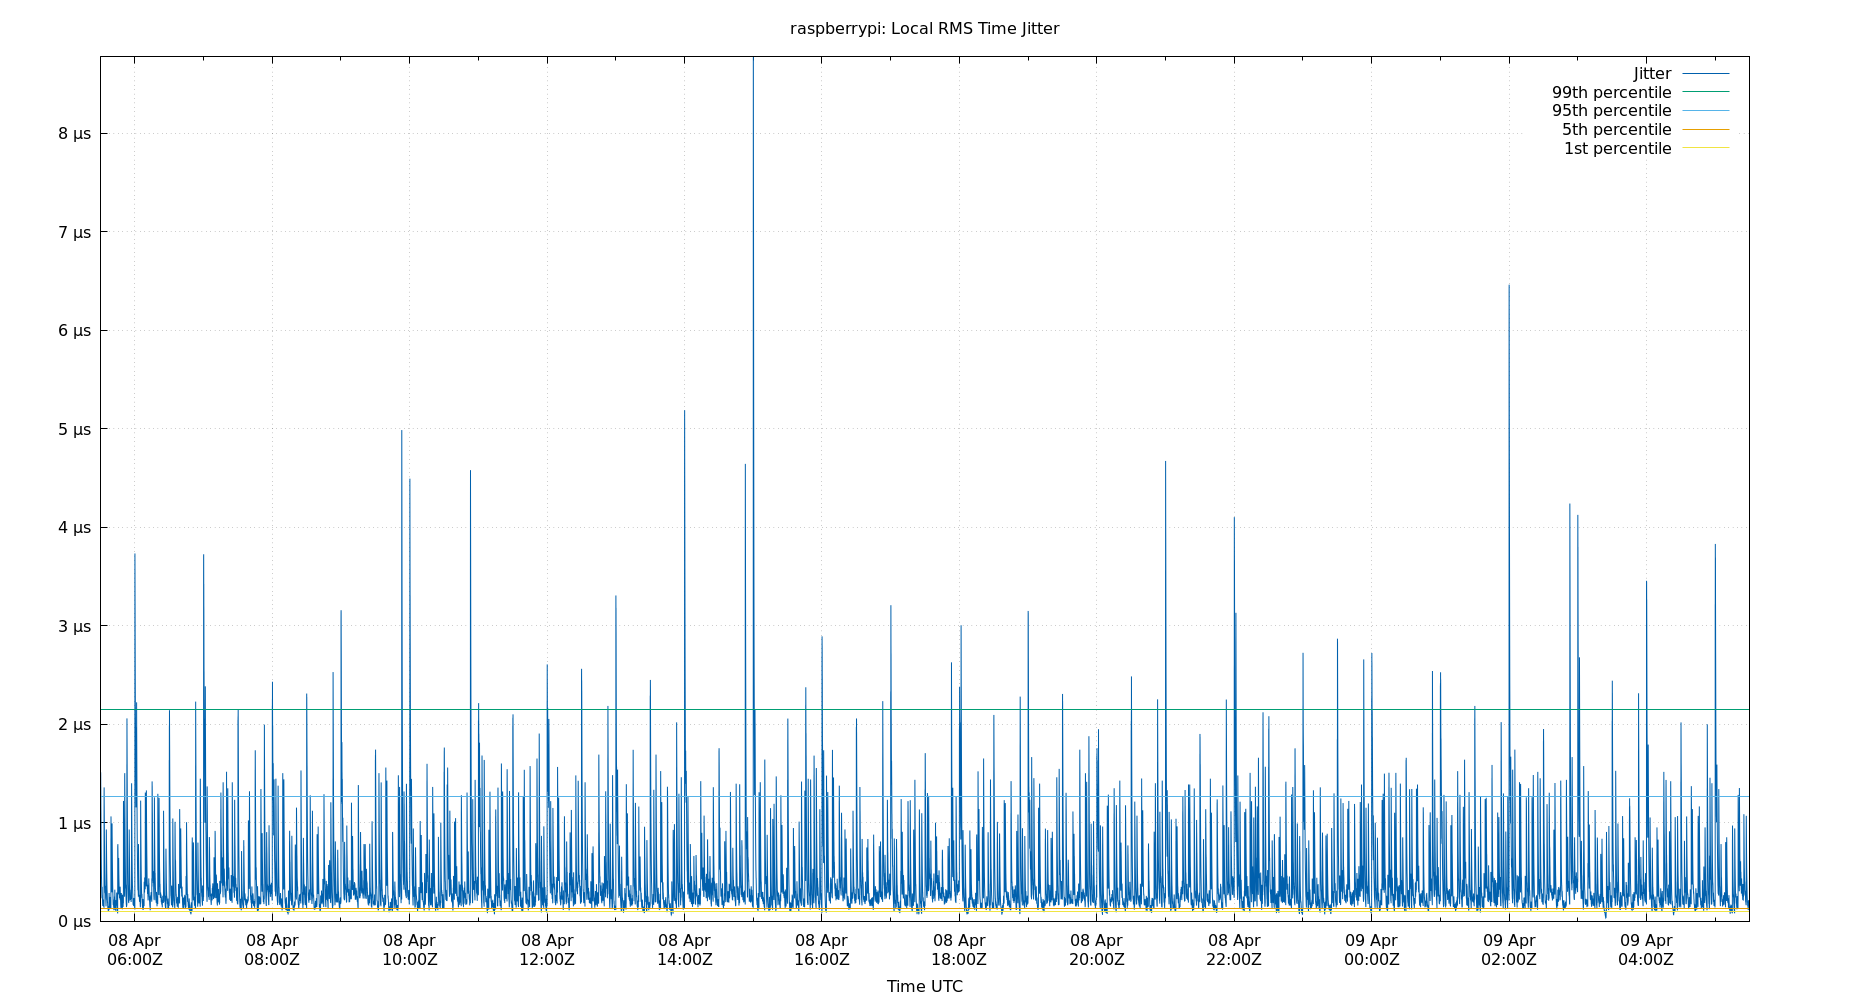 raspberrypi: Local RMS Time Jitter
Jitter
99th percentile
95th percentile
5th percentile
1st percentile
8 µs
7 µs
6 µs
5 µs
4 µs
3 µs
2 µs
1 µs
0 µs
08 Apr 08 Apr 08 Apr 08 Apr 08 Apr 08 Apr 08 Apr 08 Apr 08 Apr 09 Apr 09 Apr 09 Apr
06:00Z 08:00Z 10:00Z 12:00Z 14:00Z 16:00Z 18:00Z 20:00Z 22:00Z 00:00Z 02:00Z 04:00Z
Time UTC